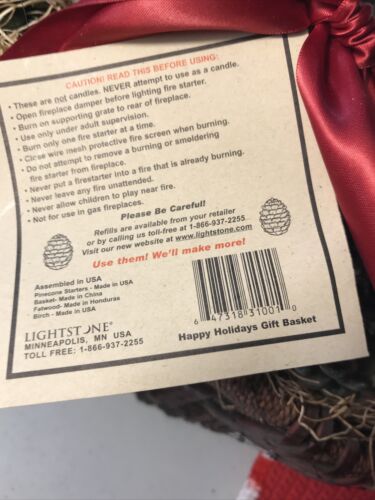 CAUTION! READ THIS BEFORE USING:
• These are not candles. NEVER attempt to use as a candle.
• Open fireplace damper before lighting fire starter.
• Burn on supporting grate to rear of fireplace.
• Use only under adult supervision.
• Burn only one fire starter at a time.
• Close wire mesh protective fire screen when burning.
• Do not attempt to remove a burning or smoldering
fire starter from fireplace.
• Never put a firestarter into a fire that is already burning.
• Never leave any fire unattended.
• Never allow children to play near fire.
• Not for use in gas fireplaces.
Please Be Careful!
Refills are available from your retailer
or by calling us toll-free at 1-866-937-2255
Visit our new website at www.lightstone.com
Use them! We'll make more!
Assembled in USA
Pinecone Starters - Made in USA
Basket- Made in China
Fatwood- Made in Honduras
Birch - Made in USA
LIGHTSTONE®
MINNEAPOLIS, MN USA
TOLL FREE: 1-866-937-2255
6 47318 31001 0
Happy Holidays Gift Basket